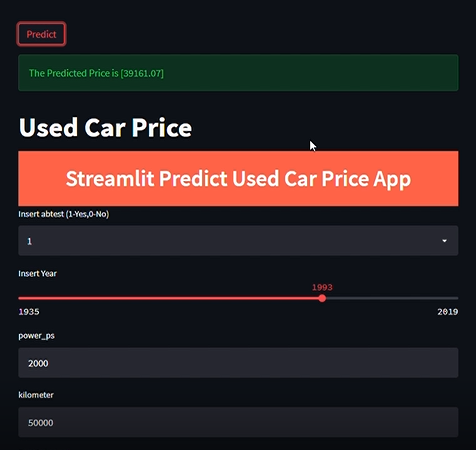 Predict
The Predicted Price is [39161.07]
Used Car Price
Streamlit Predict Used Car Price App
Insert abtest (1-Yes,0-No)
1
Insert Year
1993
1935 2019
power_ps
2000
kilometer
50000